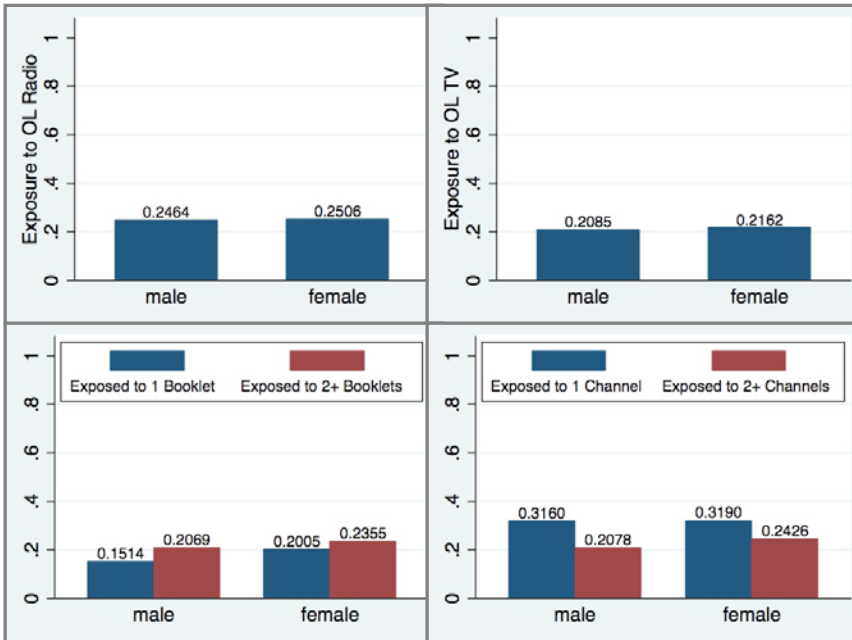 Exposure to OL Radio
1
.8
.6
.4
.2
0
0.2464
0.2506
male
female
Exposure to OL TV
1
.8
.6
.4
.2
0
0.2085
0.2162
male
female
1
.8
.6
.4
.2
0
Exposed to 1 Booklet
Exposed to 2+ Booklets
0.1514
0.2069
0.2005
0.2355
male
female
1
.8
.6
.4
.2
0
Exposed to 1 Channel
Exposed to 2+ Channels
0.3160
0.2078
0.3190
0.2426
male
female